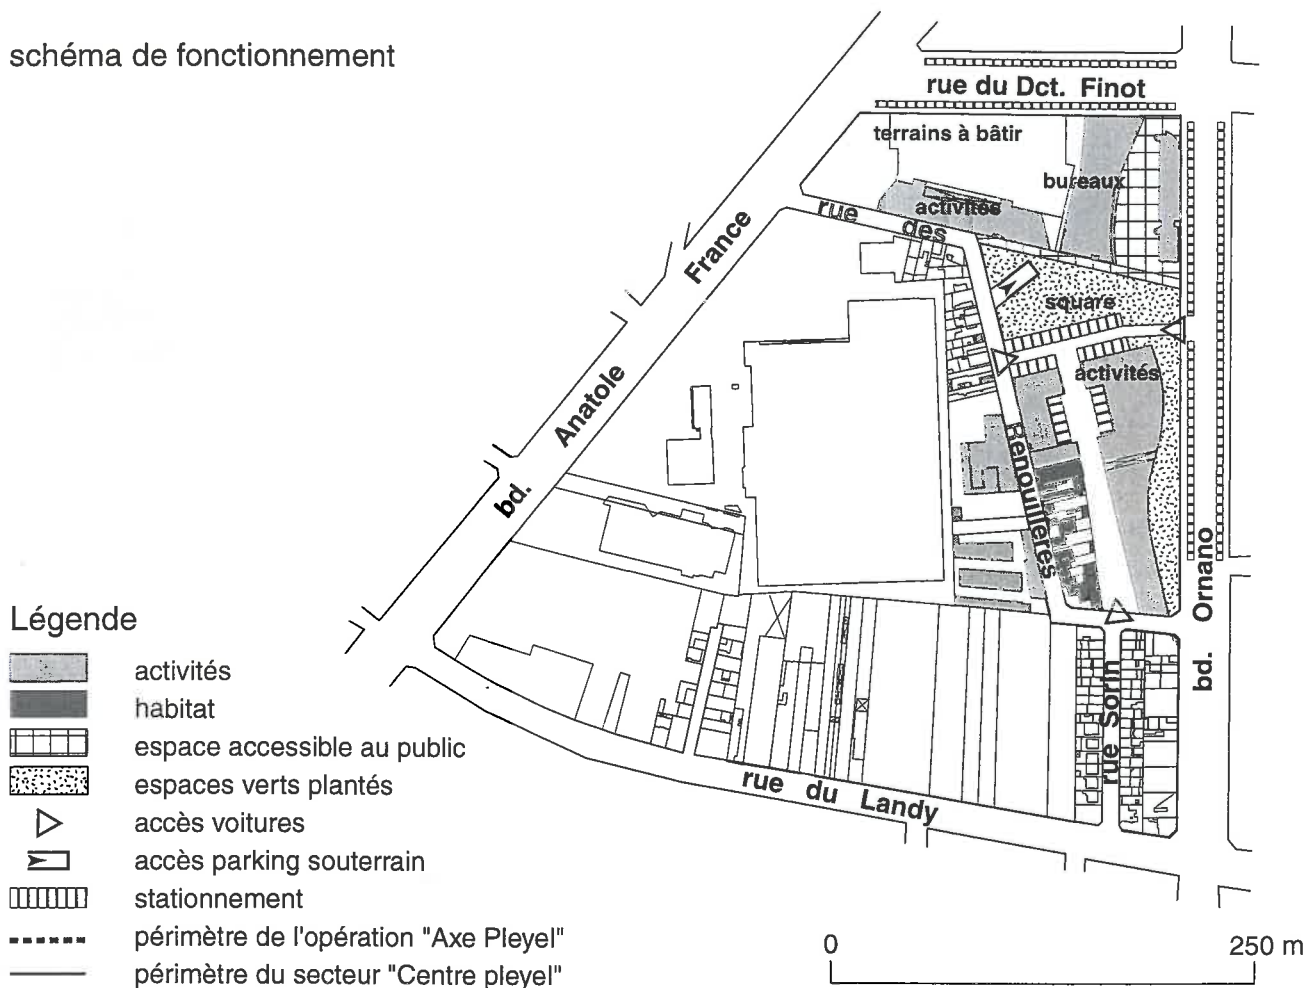 schéma de fonctionnement
rue du Dct. Finot
terrains à bâtir
bureaux
activités
rue des
Renouillères
square
activités
bd. Anatole France
bd. Ornano
rue Sorin
rue du Landy
Légende
activités
habitat
espace accessible au public
espaces verts plantés
accès voitures
accès parking souterrain
stationnement
périmètre de l'opération "Axe Pleyel"
périmètre du secteur "Centre pleyel"
0
250 m